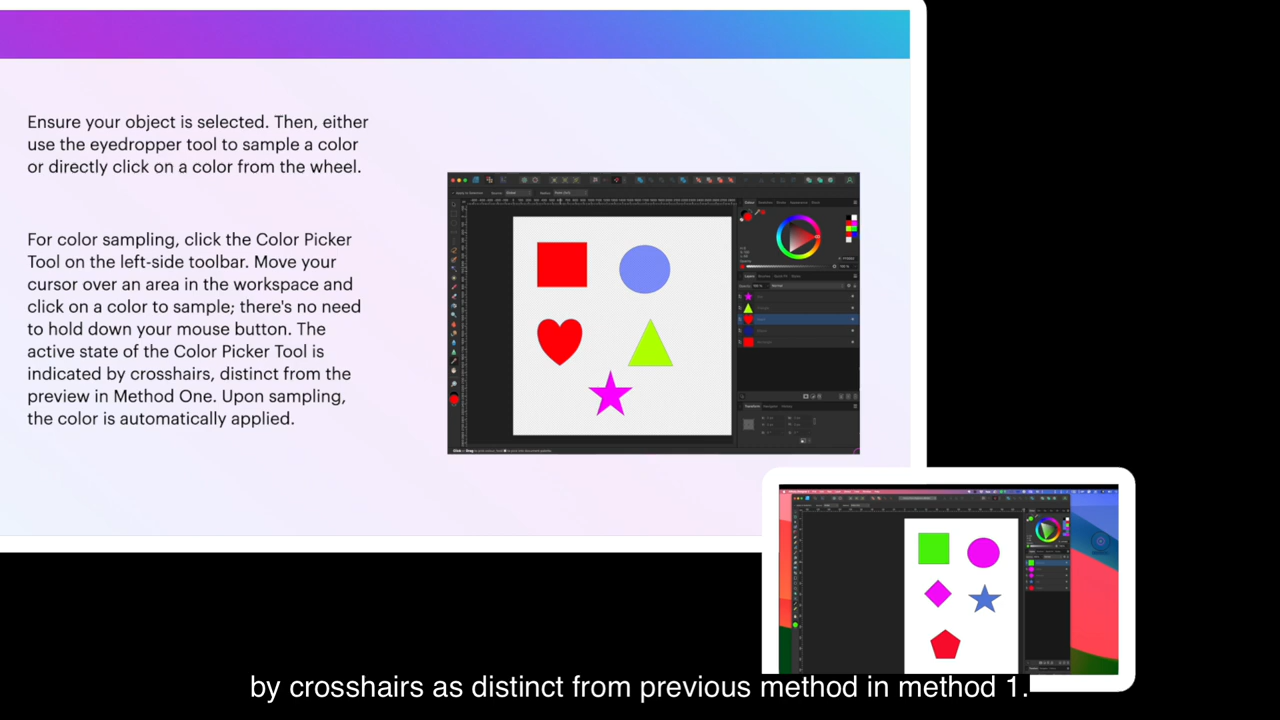 Ensure your object is selected. Then, either
use the eyedropper tool to sample a color
or directly click on a color from the wheel.
For color sampling, click the Color Picker
Tool on the left-side toolbar. Move your
cursor over an area in the workspace and
click on a color to sample; there's no need
to hold down your mouse button. The
active state of the Color Picker Tool is
indicated by crosshairs, distinct from the
preview in Method One. Upon sampling,
the color is automatically applied.
by crosshairs as distinct from previous method in method 1.